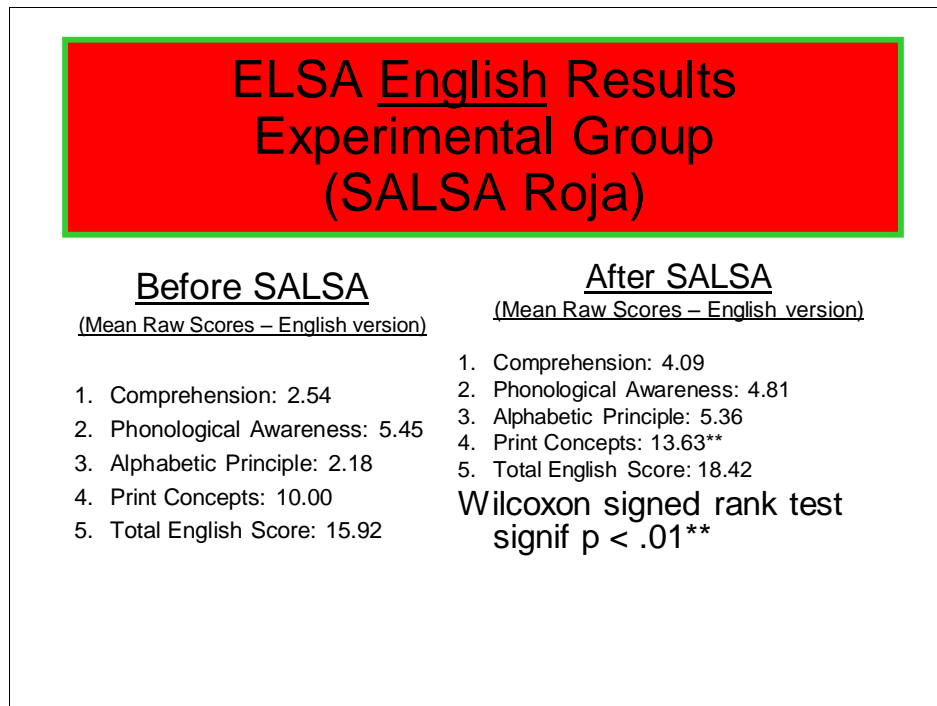 ELSA English Results
Experimental Group
(SALSA Roja)
Before SALSA
(Mean Raw Scores – English version)
1. Comprehension: 2.54
2. Phonological Awareness: 5.45
3. Alphabetic Principle: 2.18
4. Print Concepts: 10.00
5. Total English Score: 15.92
After SALSA
(Mean Raw Scores – English version)
1. Comprehension: 4.09
2. Phonological Awareness: 4.81
3. Alphabetic Principle: 5.36
4. Print Concepts: 13.63**
5. Total English Score: 18.42
Wilcoxon signed rank test
signif p < .01**